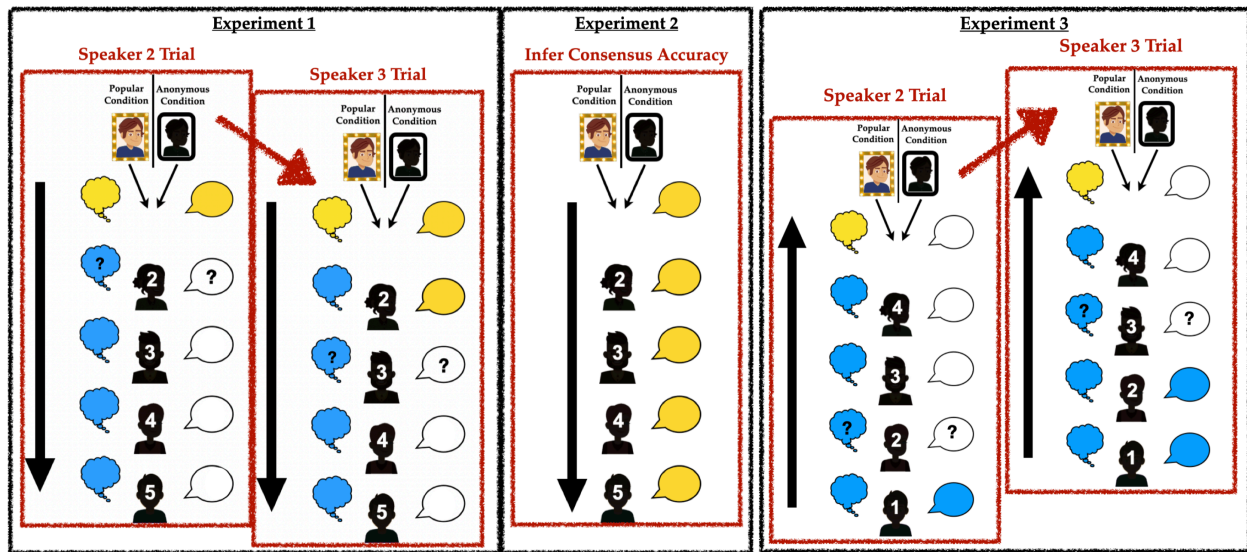 Experiment 1
Speaker 2 Trial
Popular
Condition
Anonymous
Condition
?
2
?
3
4
5
Speaker 3 Trial
Popular
Condition
Anonymous
Condition
2
?
3
?
4
5
Experiment 2
Infer Consensus Accuracy
Popular
Condition
Anonymous
Condition
2
3
4
5
Experiment 3
Speaker 2 Trial
Popular
Condition
Anonymous
Condition
4
3
?
2
?
1
Speaker 3 Trial
Popular
Condition
Anonymous
Condition
4
?
3
?
2
1